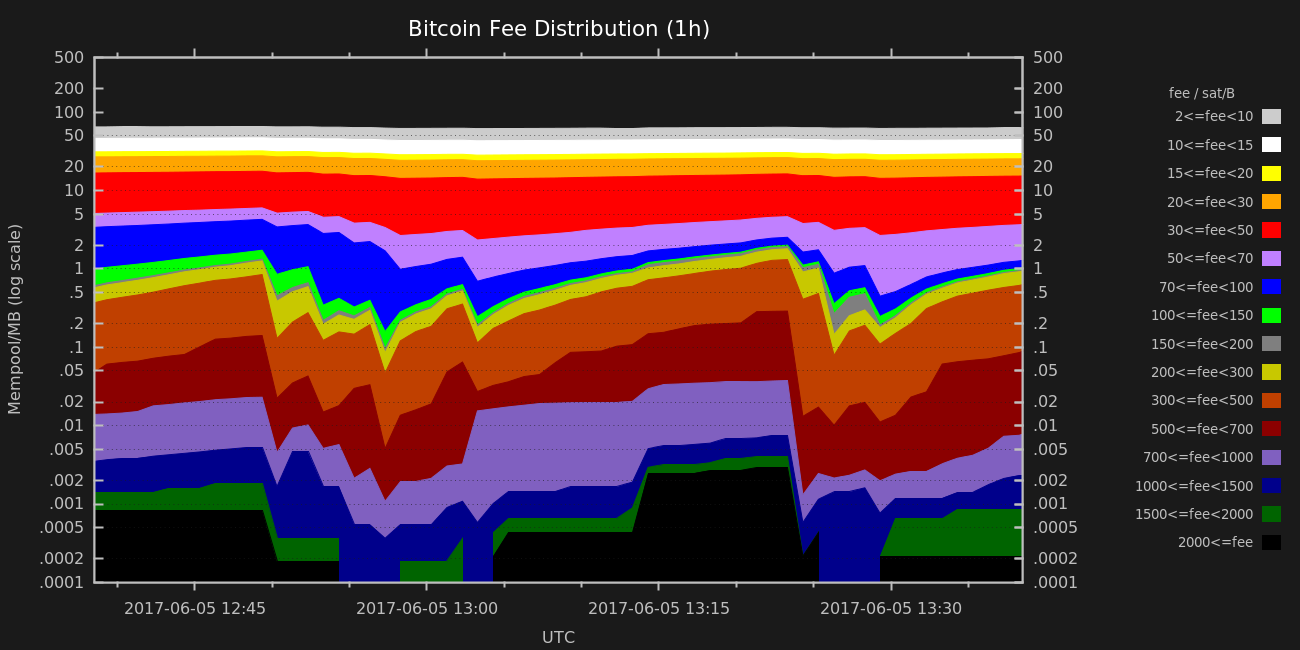 Bitcoin Fee Distribution (1h)
500 500
200 200
100 100
50 50
20 20
10 10
5 5
2 2
1 1
.5 .5
.2 .2
.1 .1
.05 .05
.02 .02
.01 .01
.005 .005
.002 .002
.001 .001
.0005 .0005
.0002 .0002
.0001 .0001
Mempool/MB (log scale)
2017-06-05 12:45 2017-06-05 13:00 2017-06-05 13:15 2017-06-05 13:30
UTC
fee / sat/B
2<=fee<10
10<=fee<15
15<=fee<20
20<=fee<30
30<=fee<50
50<=fee<70
70<=fee<100
100<=fee<150
150<=fee<200
200<=fee<300
300<=fee<500
500<=fee<700
700<=fee<1000
1000<=fee<1500
1500<=fee<2000
2000<=fee